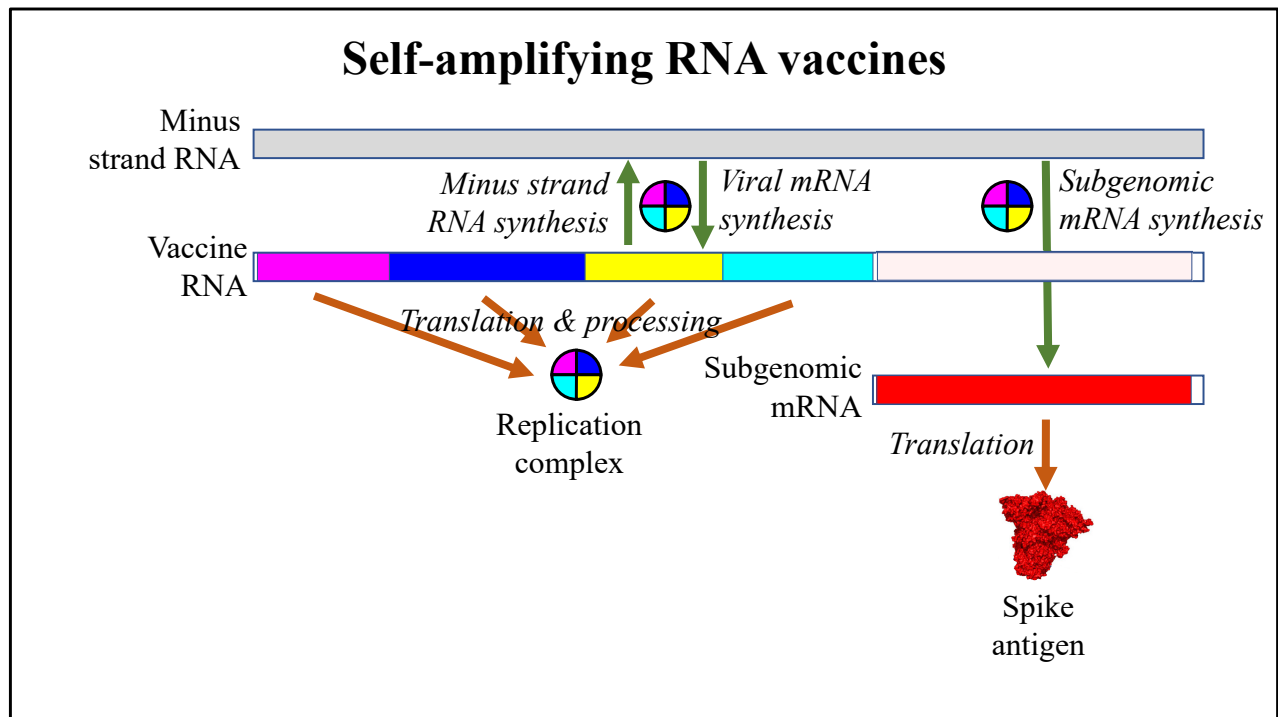 Self-amplifying RNA vaccines
Minus
strand RNA
Minus strand
RNA synthesis
Viral mRNA
synthesis
Subgenomic
mRNA synthesis
Vaccine
RNA
Translation & processing
Replication
complex
Subgenomic
mRNA
Translation
Spike
antigen